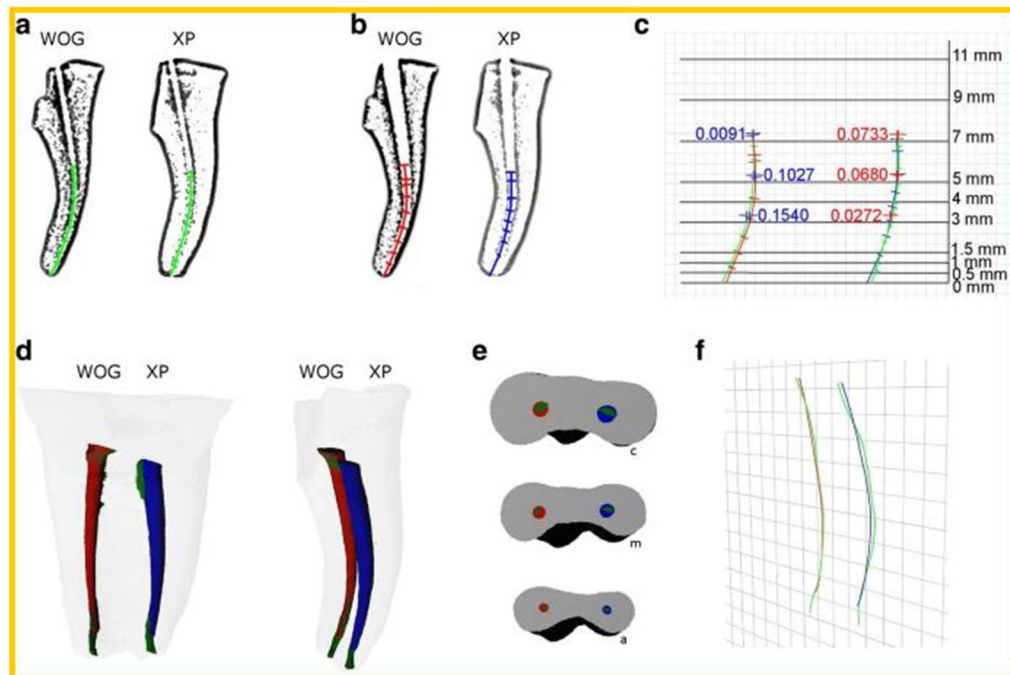 a
WOG XP
b
WOG XP
c
11 mm
9 mm
0.0091 0.0733 7 mm
0.1027 0.0680 5 mm
4 mm
0.1540 0.0272 3 mm
1.5 mm
1 mm
0.5 mm
0 mm
d
WOG XP WOG XP
e
c
m
a
f